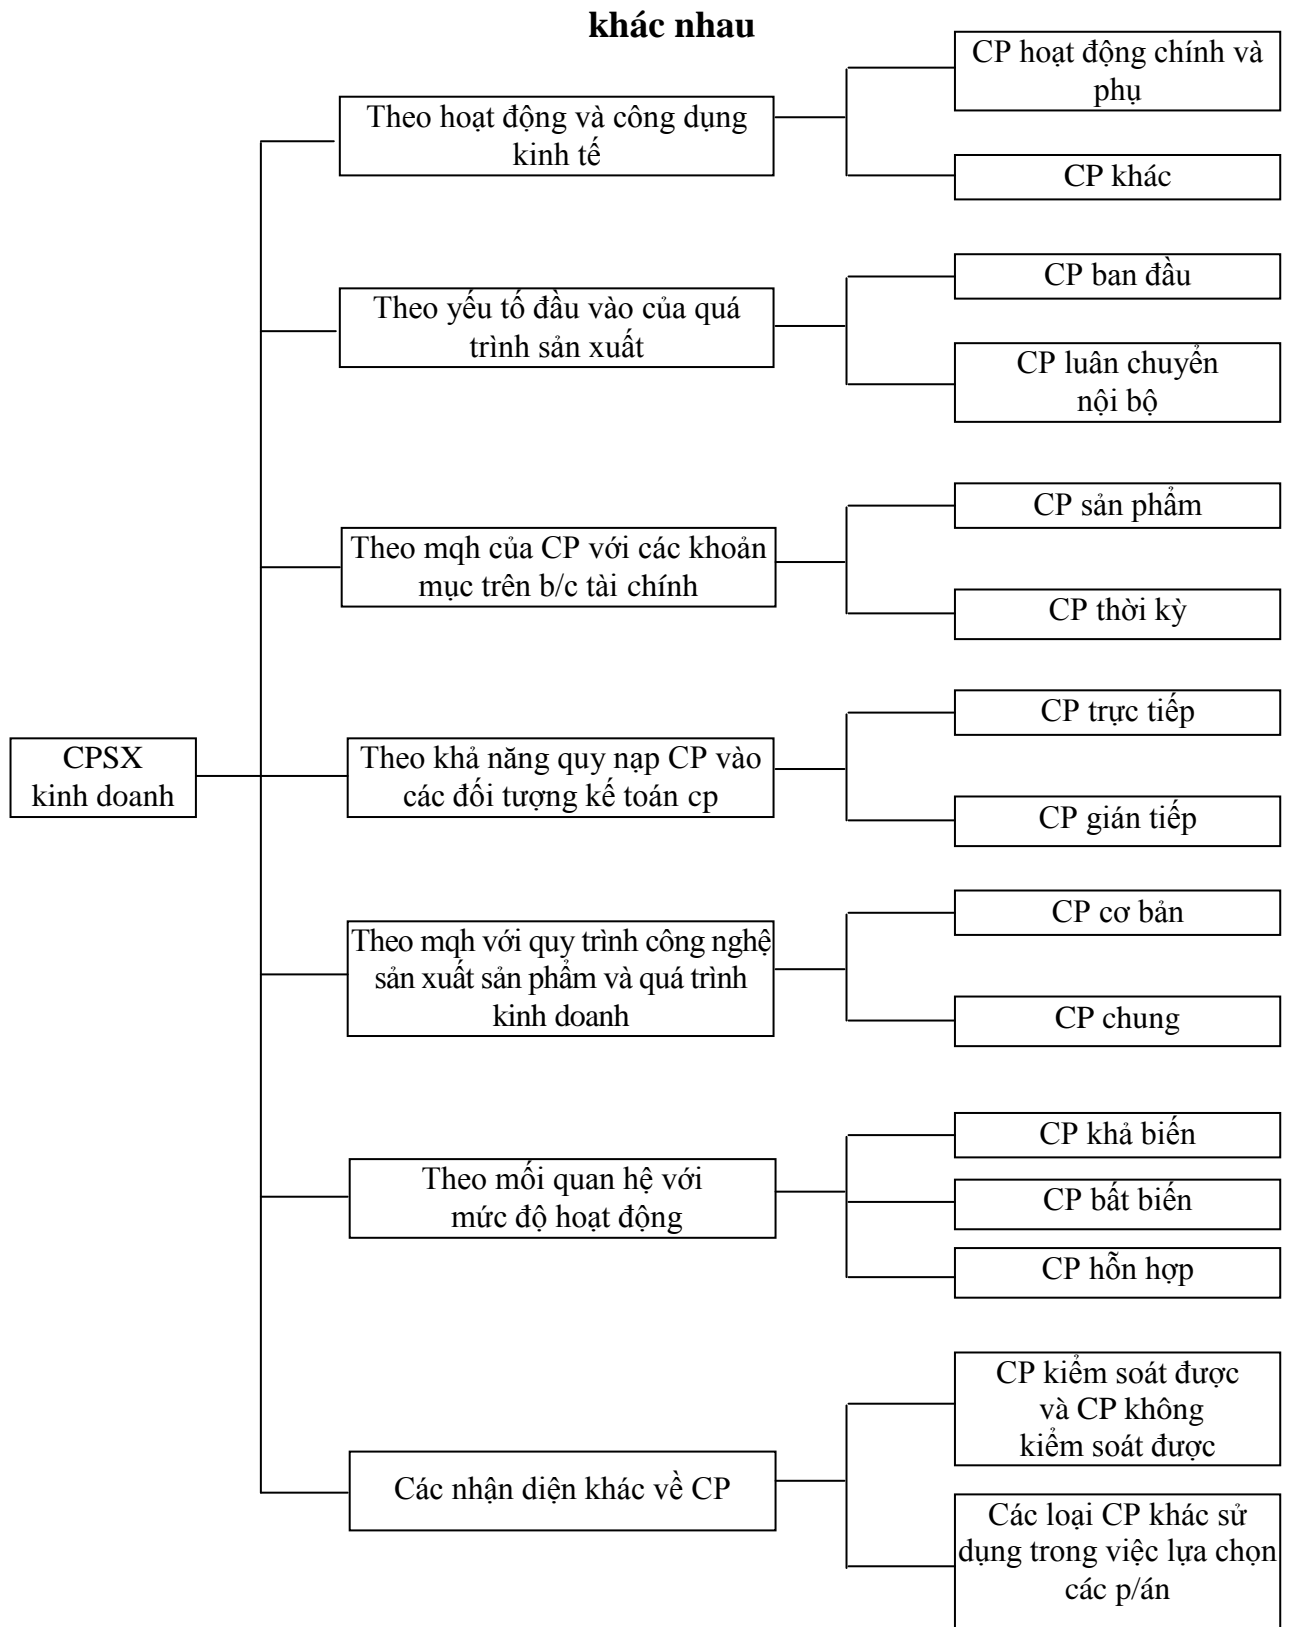 khác nhau
CP hoạt động chính và
phụ
Theo hoạt động và công dụng
kinh tế
CP khác
CP ban đầu
Theo yếu tố đầu vào của quá
trình sản xuất
CP luân chuyển
nội bộ
CP sản phẩm
Theo mqh của CP với các khoản
mục trên b/c tài chính
CP thời kỳ
CP trực tiếp
CPSX
kinh doanh
Theo khả năng quy nạp CP vào
các đối tượng kế toán cp
CP gián tiếp
CP cơ bản
Theo mqh với quy trình công nghệ
sản xuất sản phẩm và quá trình
kinh doanh
CP chung
CP khả biến
Theo mối quan hệ với
mức độ hoạt động
CP bất biến
CP hỗn hợp
CP kiểm soát được
và CP không
kiểm soát được
Các nhận diện khác về CP
Các loại CP khác sử
dụng trong việc lựa chọn
các p/án